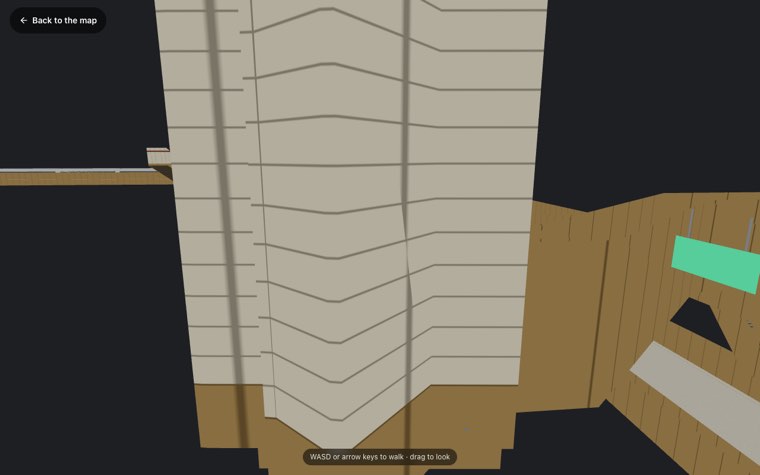 ← Back to the map
WASD or arrow keys to walk · drag to look